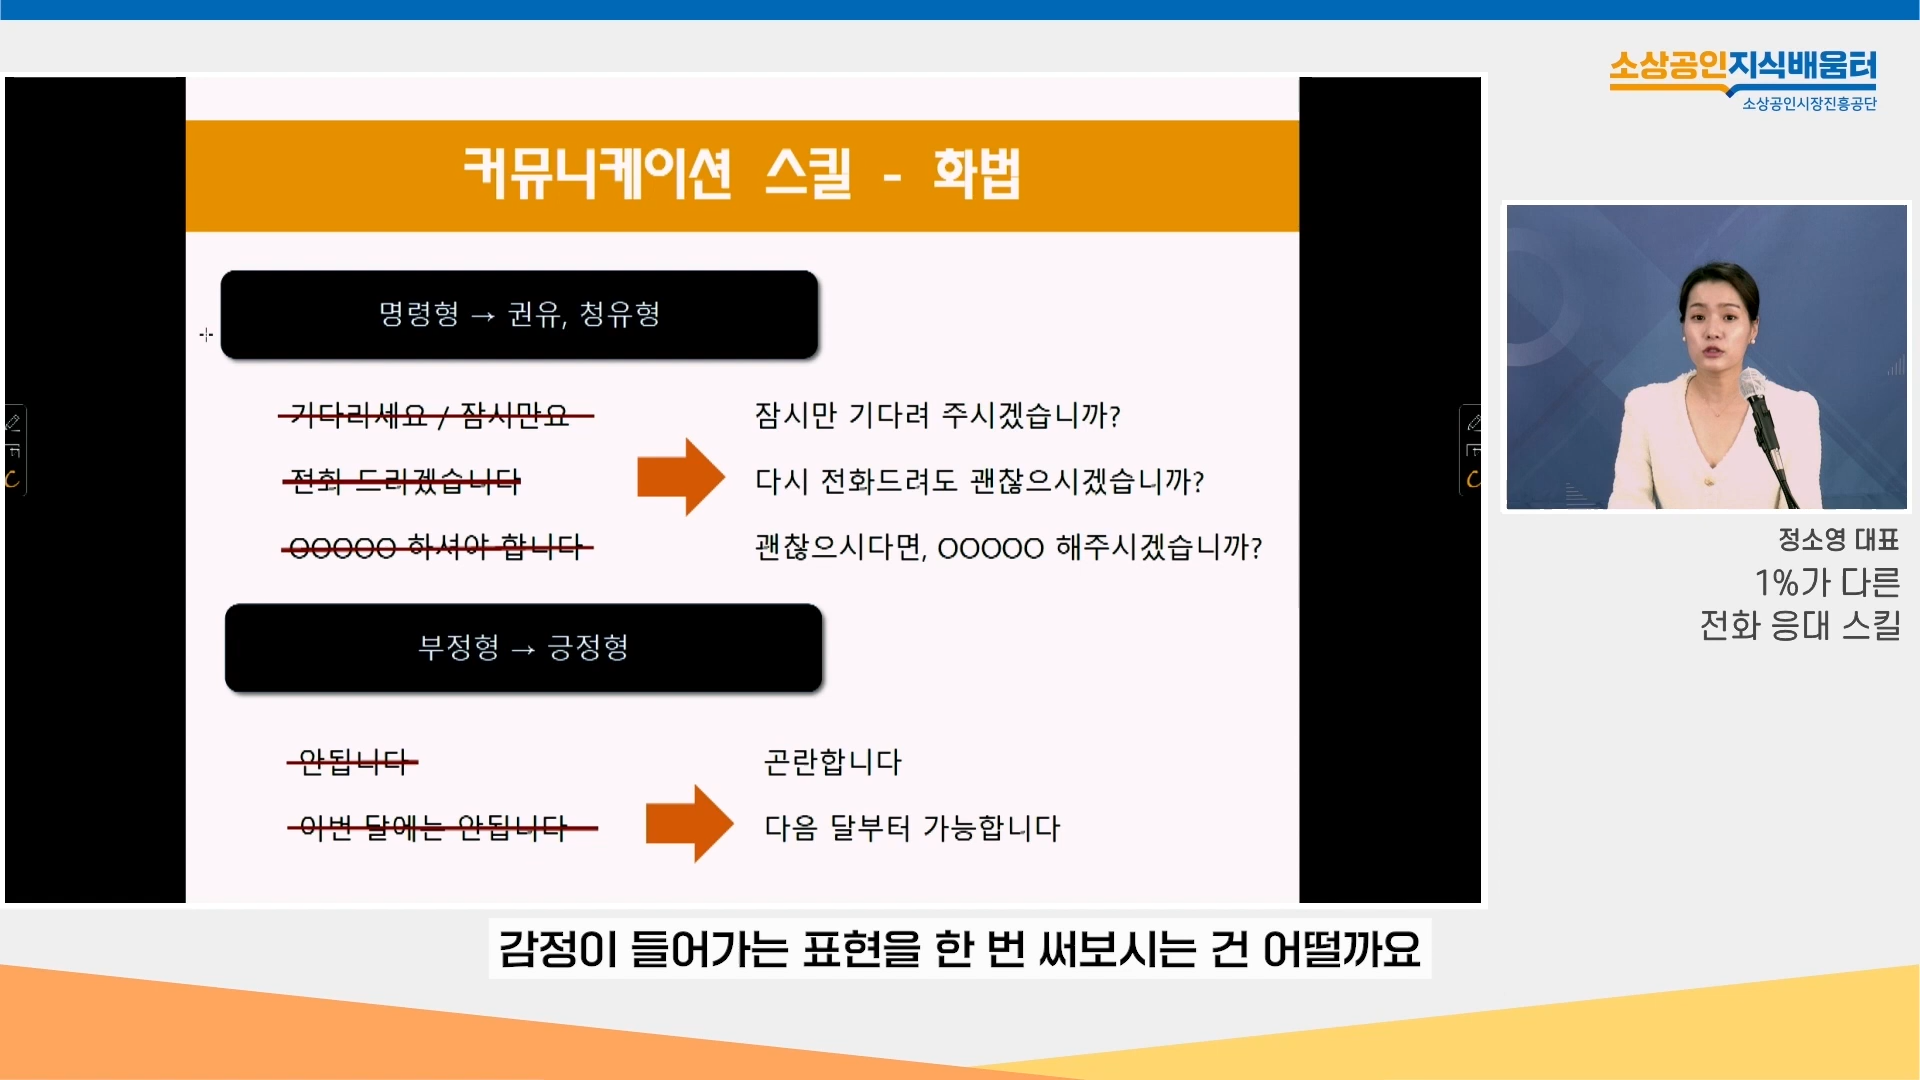 소상공인지식배움터
소상공인시장진흥공단
커뮤니케이션 스킬 - 화법
명령형 → 권유, 청유형
기다리세요 / 잠시만요
잠시만 기다려 주시겠습니까?
전화 드리겠습니다
다시 전화드려도 괜찮으시겠습니까?
OOOOO 하셔야 합니다
괜찮으시다면, OOOOO 해주시겠습니까?
부정형 → 긍정형
안됩니다
곤란합니다
이번 달에는 안됩니다
다음 달부터 가능합니다
정소영 대표
1%가 다른
전화 응대 스킬
감정이 들어가는 표현을 한 번 써보시는 건 어떨까요